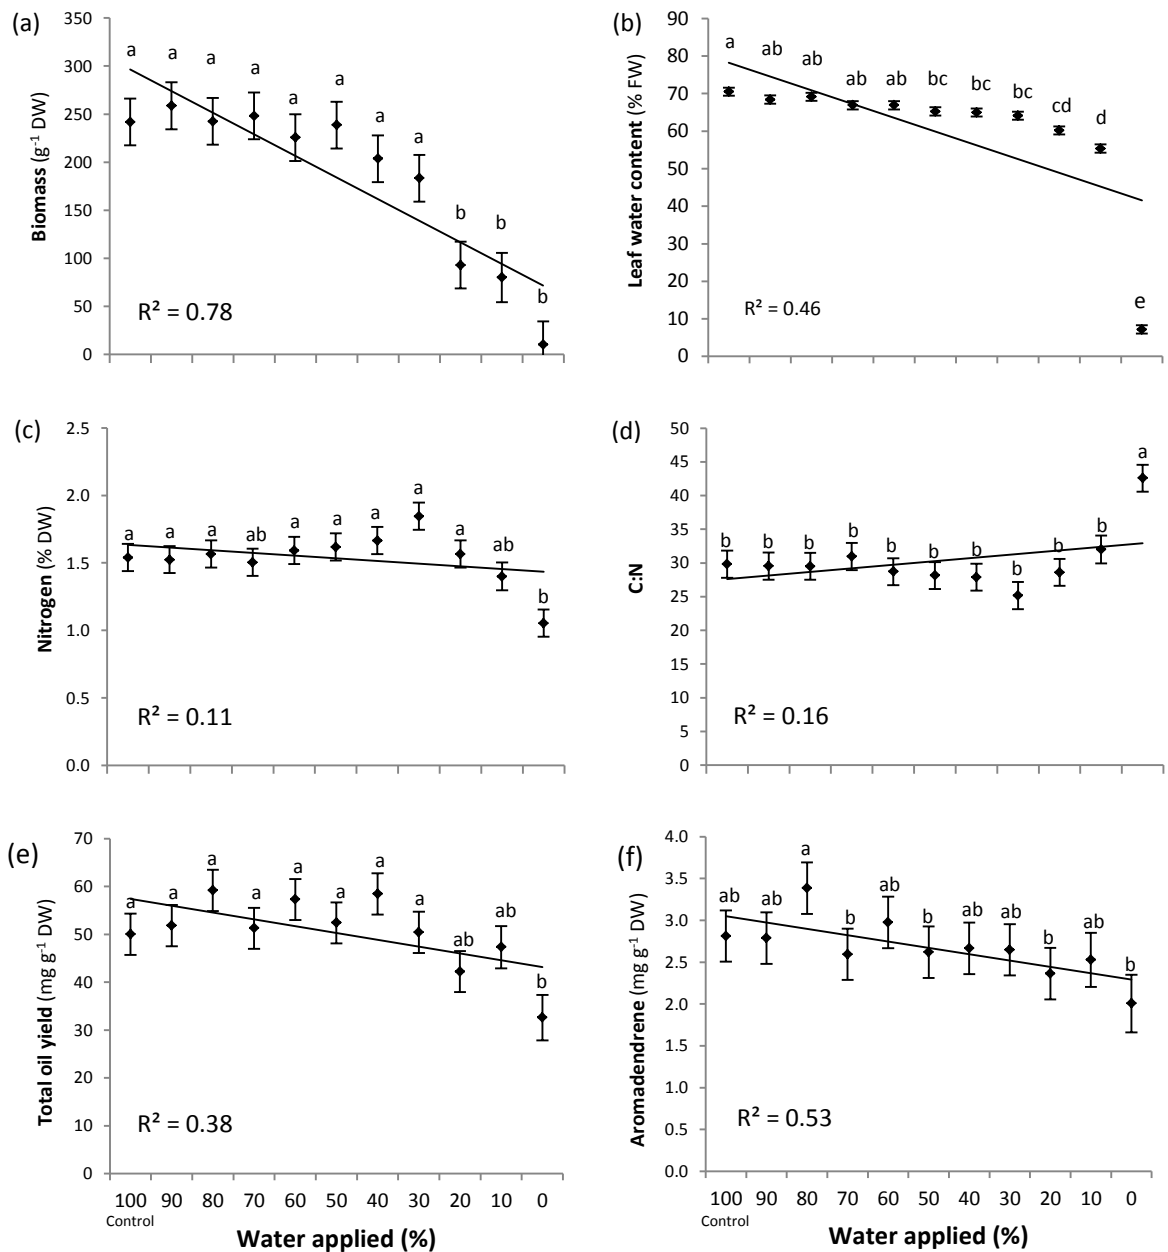 (a)
350
300
250
200
150
100
50
0
Biomass (g⁻¹ DW)
a a a a a a a a b b b
R² = 0.78
(b)
90
80
70
60
50
40
30
20
10
0
Leaf water content (% FW)
a ab ab ab ab bc bc bc cd d e
R² = 0.46
(c)
2.5
2.0
1.5
1.0
0.5
0.0
Nitrogen (% DW)
a a a ab a a a a a ab b
R² = 0.11
(d)
50
45
40
35
30
25
20
15
10
5
0
C:N
b b b b b b b b b b a
R² = 0.16
(e)
70
60
50
40
30
20
10
0
Total oil yield (mg g⁻¹ DW)
a a a a a a a a ab ab b
R² = 0.38
100 90 80 70 60 50 40 30 20 10 0
Control
Water applied (%)
(f)
4.0
3.5
3.0
2.5
2.0
1.5
1.0
0.5
0.0
Aromadendrene (mg g⁻¹ DW)
ab ab a b ab b ab ab b ab b
R² = 0.53
100 90 80 70 60 50 40 30 20 10 0
Control
Water applied (%)